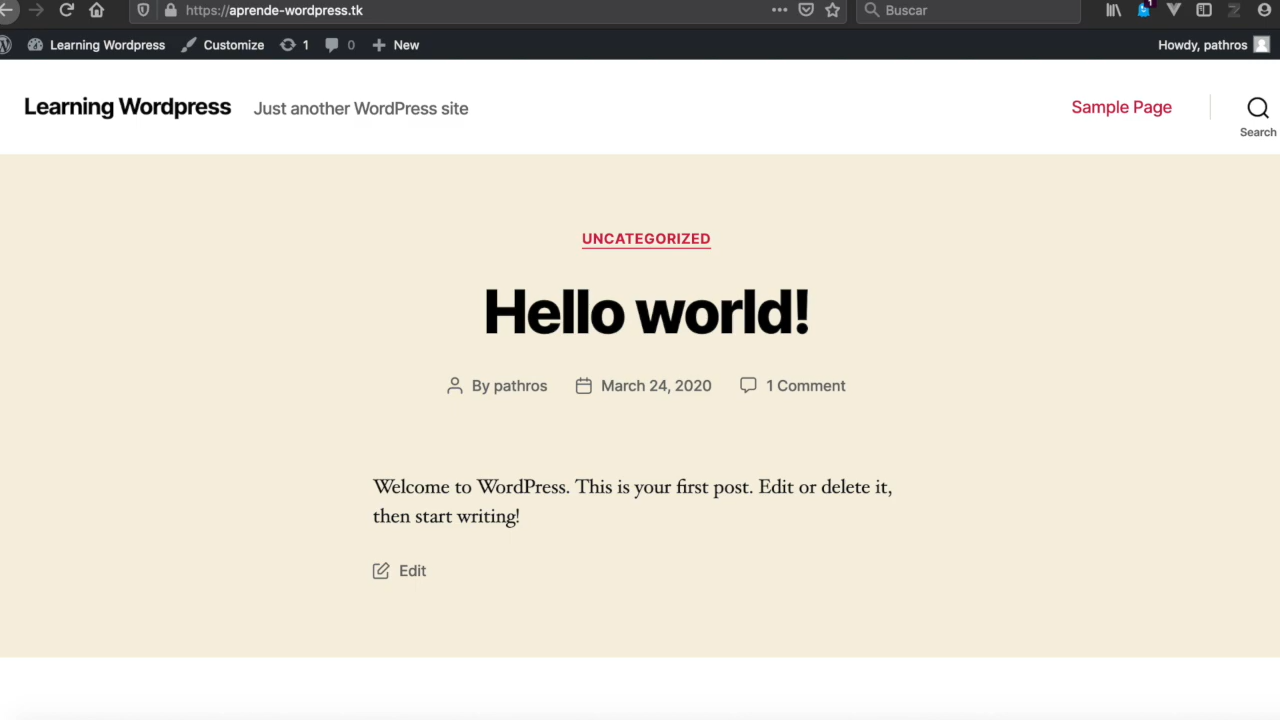 https://aprende-wordpress.tk
Buscar
1
Learning Wordpress Customize 1 0 New Howdy, pathros
Learning Wordpress Just another WordPress site Sample Page
Search
UNCATEGORIZED
Hello world!
By pathros March 24, 2020 1 Comment
Welcome to WordPress. This is your first post. Edit or delete it,
then start writing!
Edit